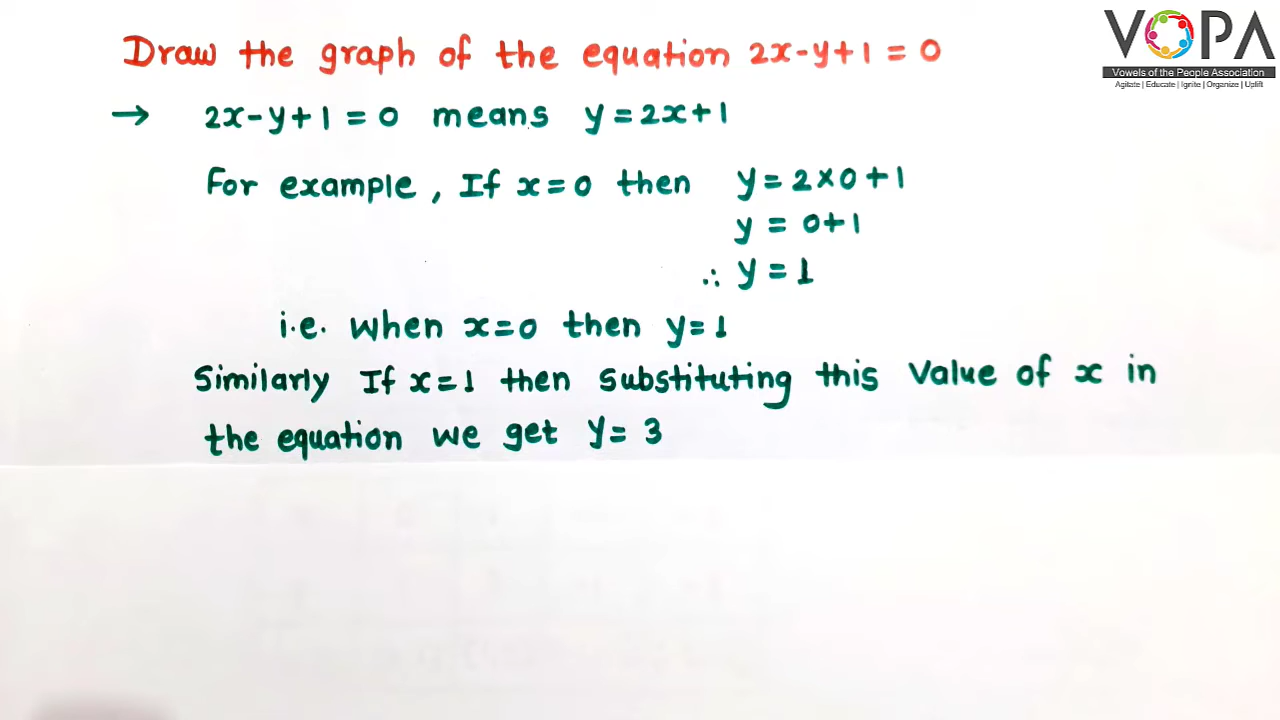 Draw the graph of the equation 2x-y+1=0
VOPA
Vowels of the People Association
Agitate | Educate | Ignite | Organize | Uplift
→ 2x-y+1=0 means y=2x+1
For example, If x=0 then y=2×0+1
y=0+1
∴ y=1
i.e. when x=0 then y=1
Similarly If x=1 then substituting this Value of x in
the equation we get y=3